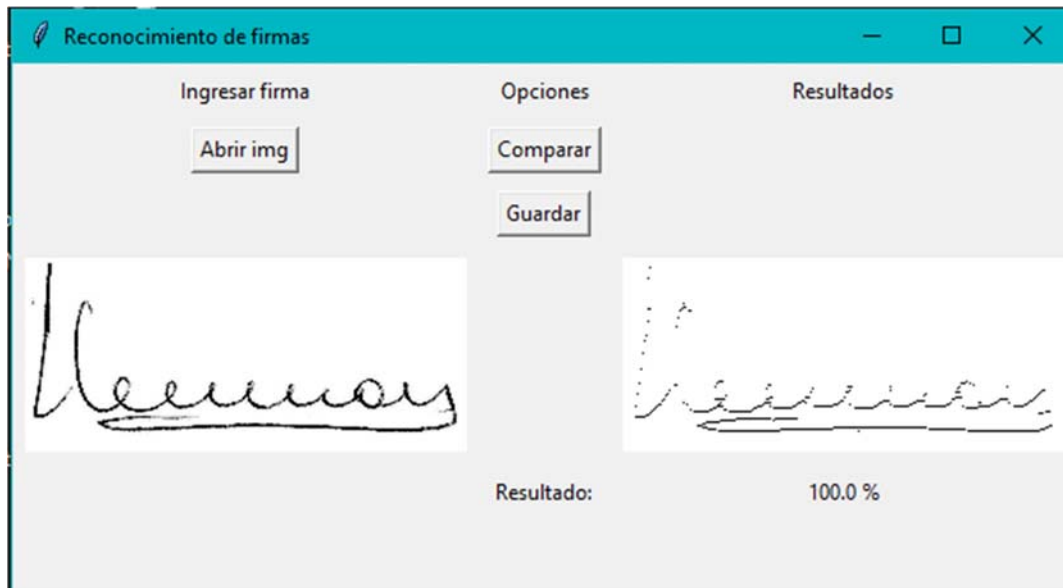 Reconocimiento de firmas
Ingresar firma Opciones Resultados
Abrir img Comparar
Guardar
Resultado: 100.0 %